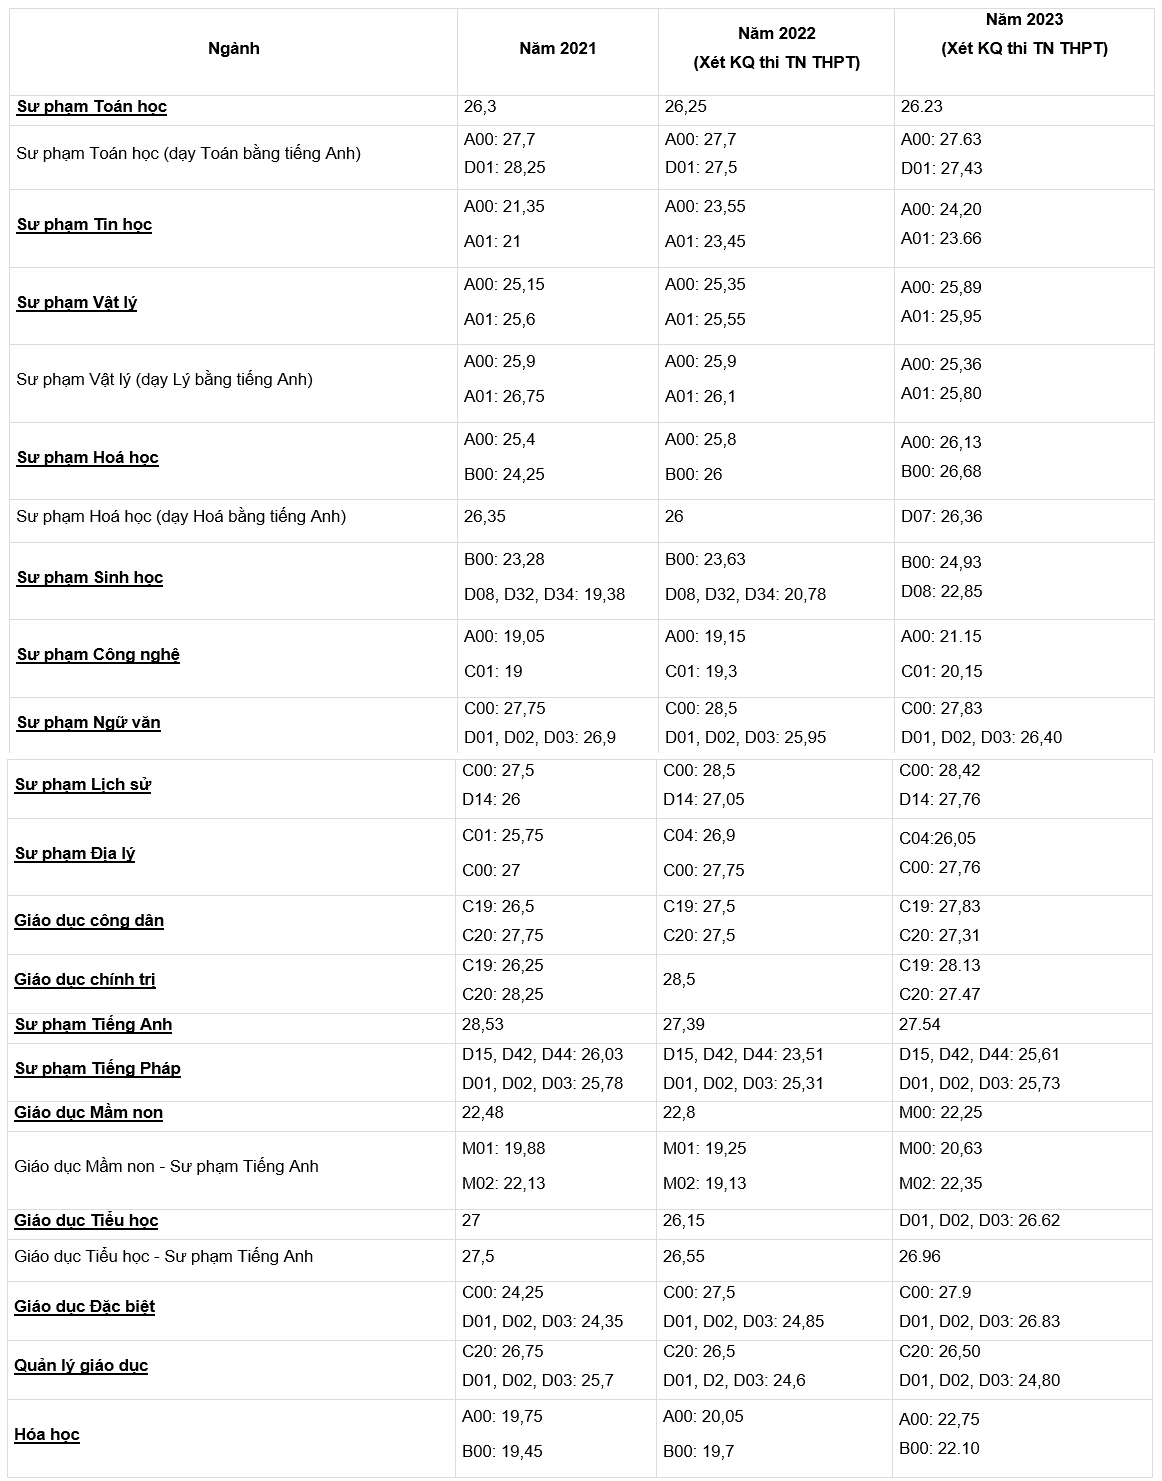 Ngành
Năm 2021
Năm 2022
(Xét KQ thi TN THPT)
Năm 2023
(Xét KQ thi TN THPT)
Sư phạm Toán học
26,3
26,25
26.23
Sư phạm Toán học (dạy Toán bằng tiếng Anh)
A00: 27,7
D01: 28,25
A00: 27,7
D01: 27,5
A00: 27.63
D01: 27,43
Sư phạm Tin học
A00: 21,35
A01: 21
A00: 23,55
A01: 23,45
A00: 24,20
A01: 23.66
Sư phạm Vật lý
A00: 25,15
A01: 25,6
A00: 25,35
A01: 25,55
A00: 25,89
A01: 25,95
Sư phạm Vật lý (dạy Lý bằng tiếng Anh)
A00: 25,9
A01: 26,75
A00: 25,9
A01: 26,1
A00: 25,36
A01: 25,80
Sư phạm Hoá học
A00: 25,4
B00: 24,25
A00: 25,8
B00: 26
A00: 26,13
B00: 26,68
Sư phạm Hoá học (dạy Hoá bằng tiếng Anh)
26,35
26
D07: 26,36
Sư phạm Sinh học
B00: 23,28
D08, D32, D34: 19,38
B00: 23,63
D08, D32, D34: 20,78
B00: 24,93
D08: 22,85
Sư phạm Công nghệ
A00: 19,05
C01: 19
A00: 19,15
C01: 19,3
A00: 21.15
C01: 20,15
Sư phạm Ngữ văn
C00: 27,75
D01, D02, D03: 26,9
C00: 28,5
D01, D02, D03: 25,95
C00: 27,83
D01, D02, D03: 26,40
Sư phạm Lịch sử
C00: 27,5
D14: 26
C00: 28,5
D14: 27,05
C00: 28,42
D14: 27,76
Sư phạm Địa lý
C01: 25,75
C00: 27
C04: 26,9
C00: 27,75
C04:26,05
C00: 27,76
Giáo dục công dân
C19: 26,5
C20: 27,75
C19: 27,5
C20: 27,5
C19: 27,83
C20: 27,31
Giáo dục chính trị
C19: 26,25
C20: 28,25
28,5
C19: 28.13
C20: 27.47
Sư phạm Tiếng Anh
28,53
27,39
27.54
Sư phạm Tiếng Pháp
D15, D42, D44: 26,03
D01, D02, D03: 25,78
D15, D42, D44: 23,51
D01, D02, D03: 25,31
D15, D42, D44: 25,61
D01, D02, D03: 25,73
Giáo dục Mầm non
22,48
22,8
M00: 22,25
Giáo dục Mầm non - Sư phạm Tiếng Anh
M01: 19,88
M02: 22,13
M01: 19,25
M02: 19,13
M00: 20,63
M02: 22,35
Giáo dục Tiểu học
27
26,15
D01, D02, D03: 26.62
Giáo dục Tiểu học - Sư phạm Tiếng Anh
27,5
26,55
26.96
Giáo dục Đặc biệt
C00: 24,25
D01, D02, D03: 24,35
C00: 27,5
D01, D02, D03: 24,85
C00: 27.9
D01, D02, D03: 26.83
Quản lý giáo dục
C20: 26,75
D01, D02, D03: 25,7
C20: 26,5
D01, D2, D03: 24,6
C20: 26,50
D01, D02, D03: 24,80
Hóa học
A00: 19,75
B00: 19,45
A00: 20,05
B00: 19,7
A00: 22,75
B00: 22.10